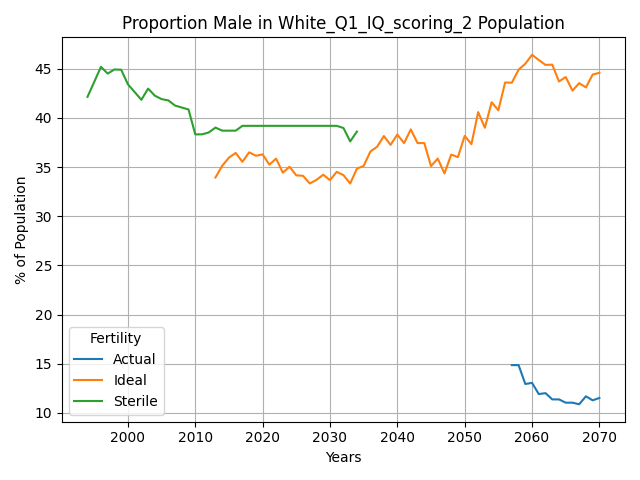 Proportion Male in White_Q1_IQ_scoring_2 Population
% of Population
45
40
35
30
25
20
15
10
Fertility
Actual
Ideal
Sterile
2000 2010 2020 2030 2040 2050 2060 2070
Years